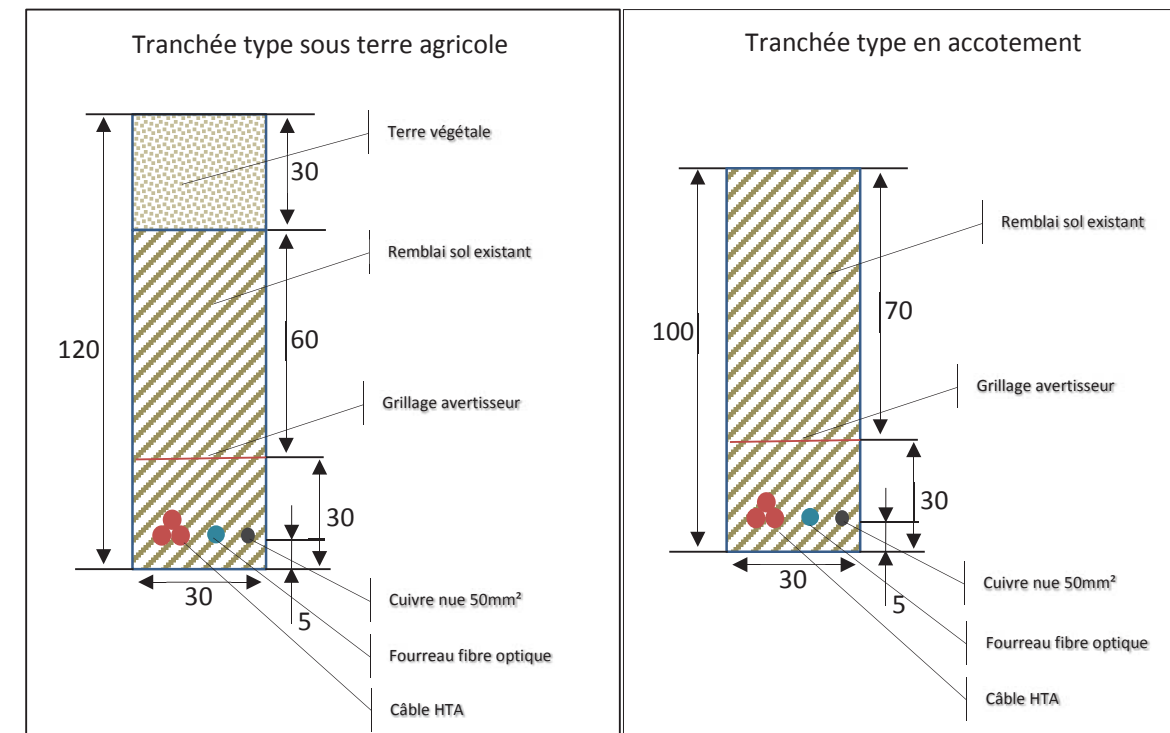 Tranchée type sous terre agricole
Terre végétale
30
Remblai sol existant
120
60
Grillage avertisseur
30
30
5
Cuivre nue 50mm²
Fourreau fibre optique
Câble HTA
Tranchée type en accotement
Remblai sol existant
100
70
Grillage avertisseur
30
30
5
Cuivre nue 50mm²
Fourreau fibre optique
Câble HTA